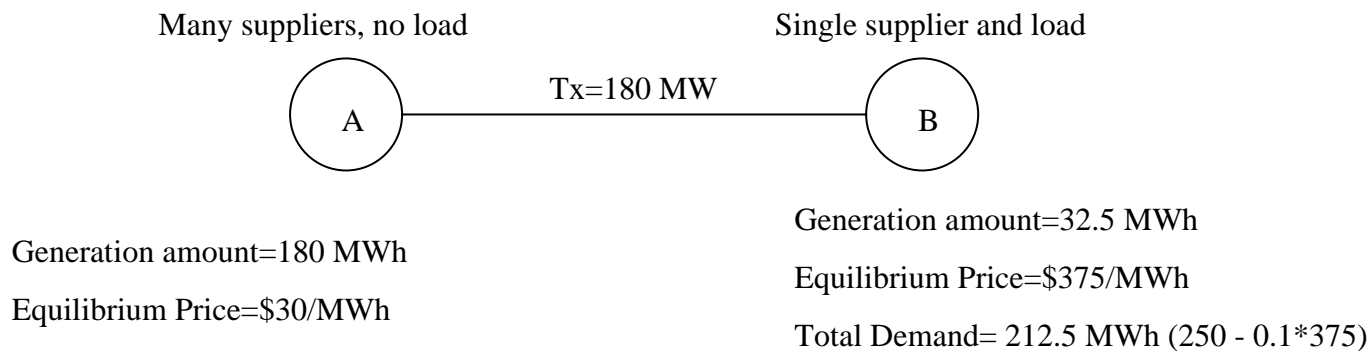 Many suppliers, no load
Single supplier and load
Tx=180 MW
A
B
Generation amount=180 MWh
Equilibrium Price=$30/MWh
Generation amount=32.5 MWh
Equilibrium Price=$375/MWh
Total Demand= 212.5 MWh (250 - 0.1*375)